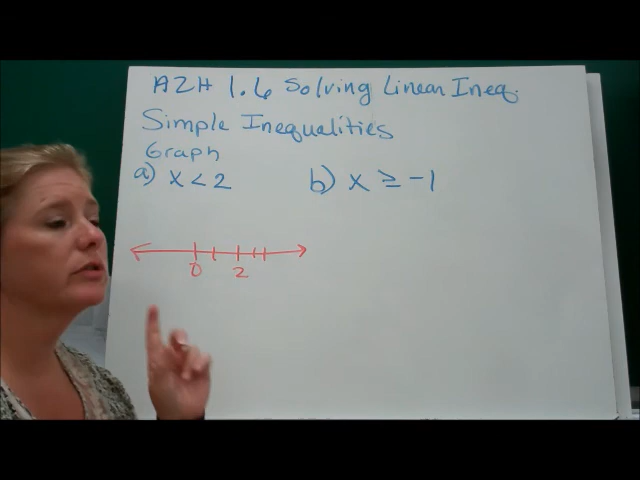 A2H 1.6 Solving Linear Ineq.
Simple Inequalities
Graph
a) x < 2 b) x ≥ -1
0 2